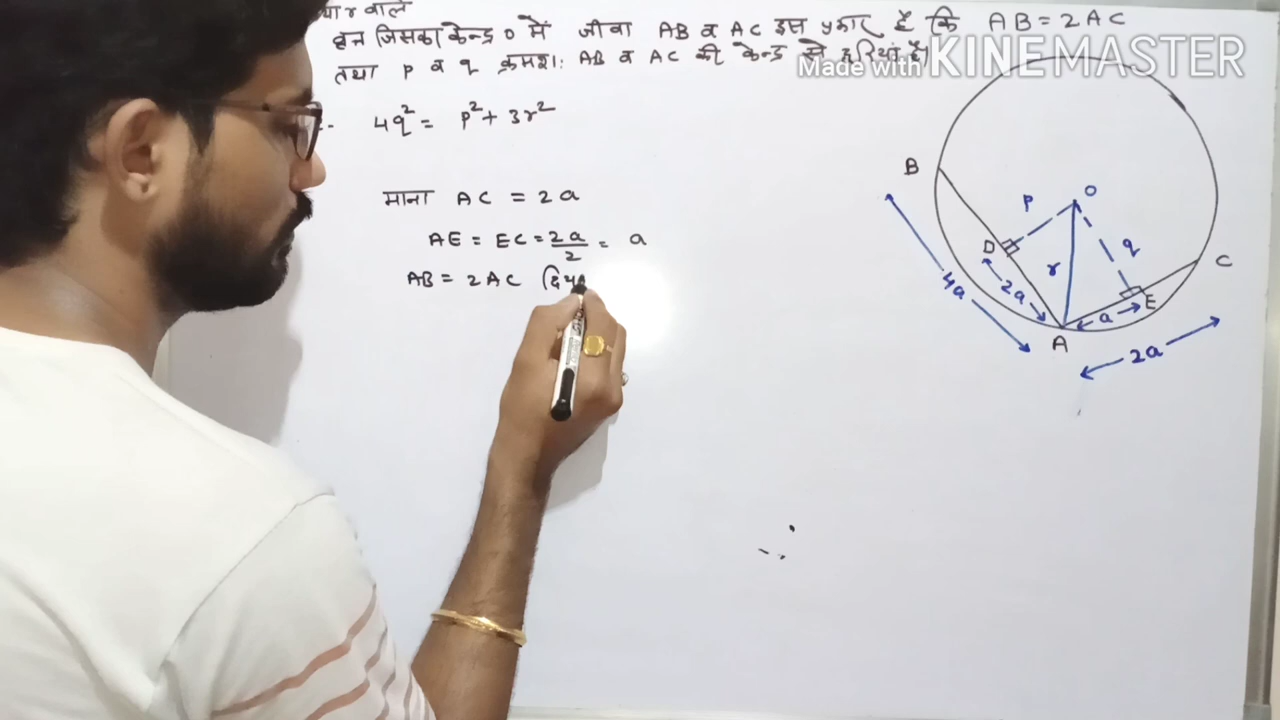 r वाले
वृत्त जिसका केन्द्र O में जीवा AB व AC इस प्रकार हैं कि AB = 2AC
तथा P व q क्रमशः AB व AC की केन्द्र से दूरियां हैं।
Made with KINEMASTER
4q² = p² + 3r²
माना AC = 2a
AE = EC = 2a/2 = a
AB = 2AC (दिया
B
O
P
D
q
r
C
2a
E
4a
a
A
2a